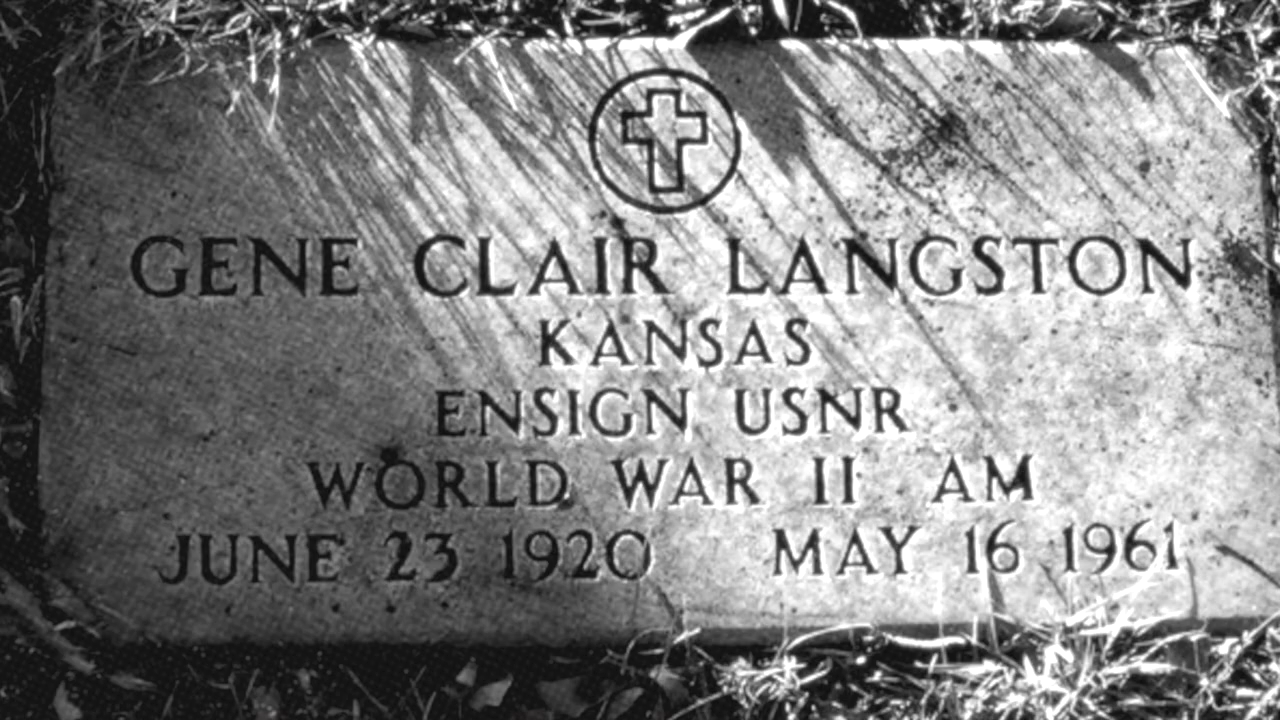 GENE CLAIR LANGSTON
KANSAS
ENSIGN USNR
WORLD WAR II AM
JUNE 23 1920 MAY 16 1961